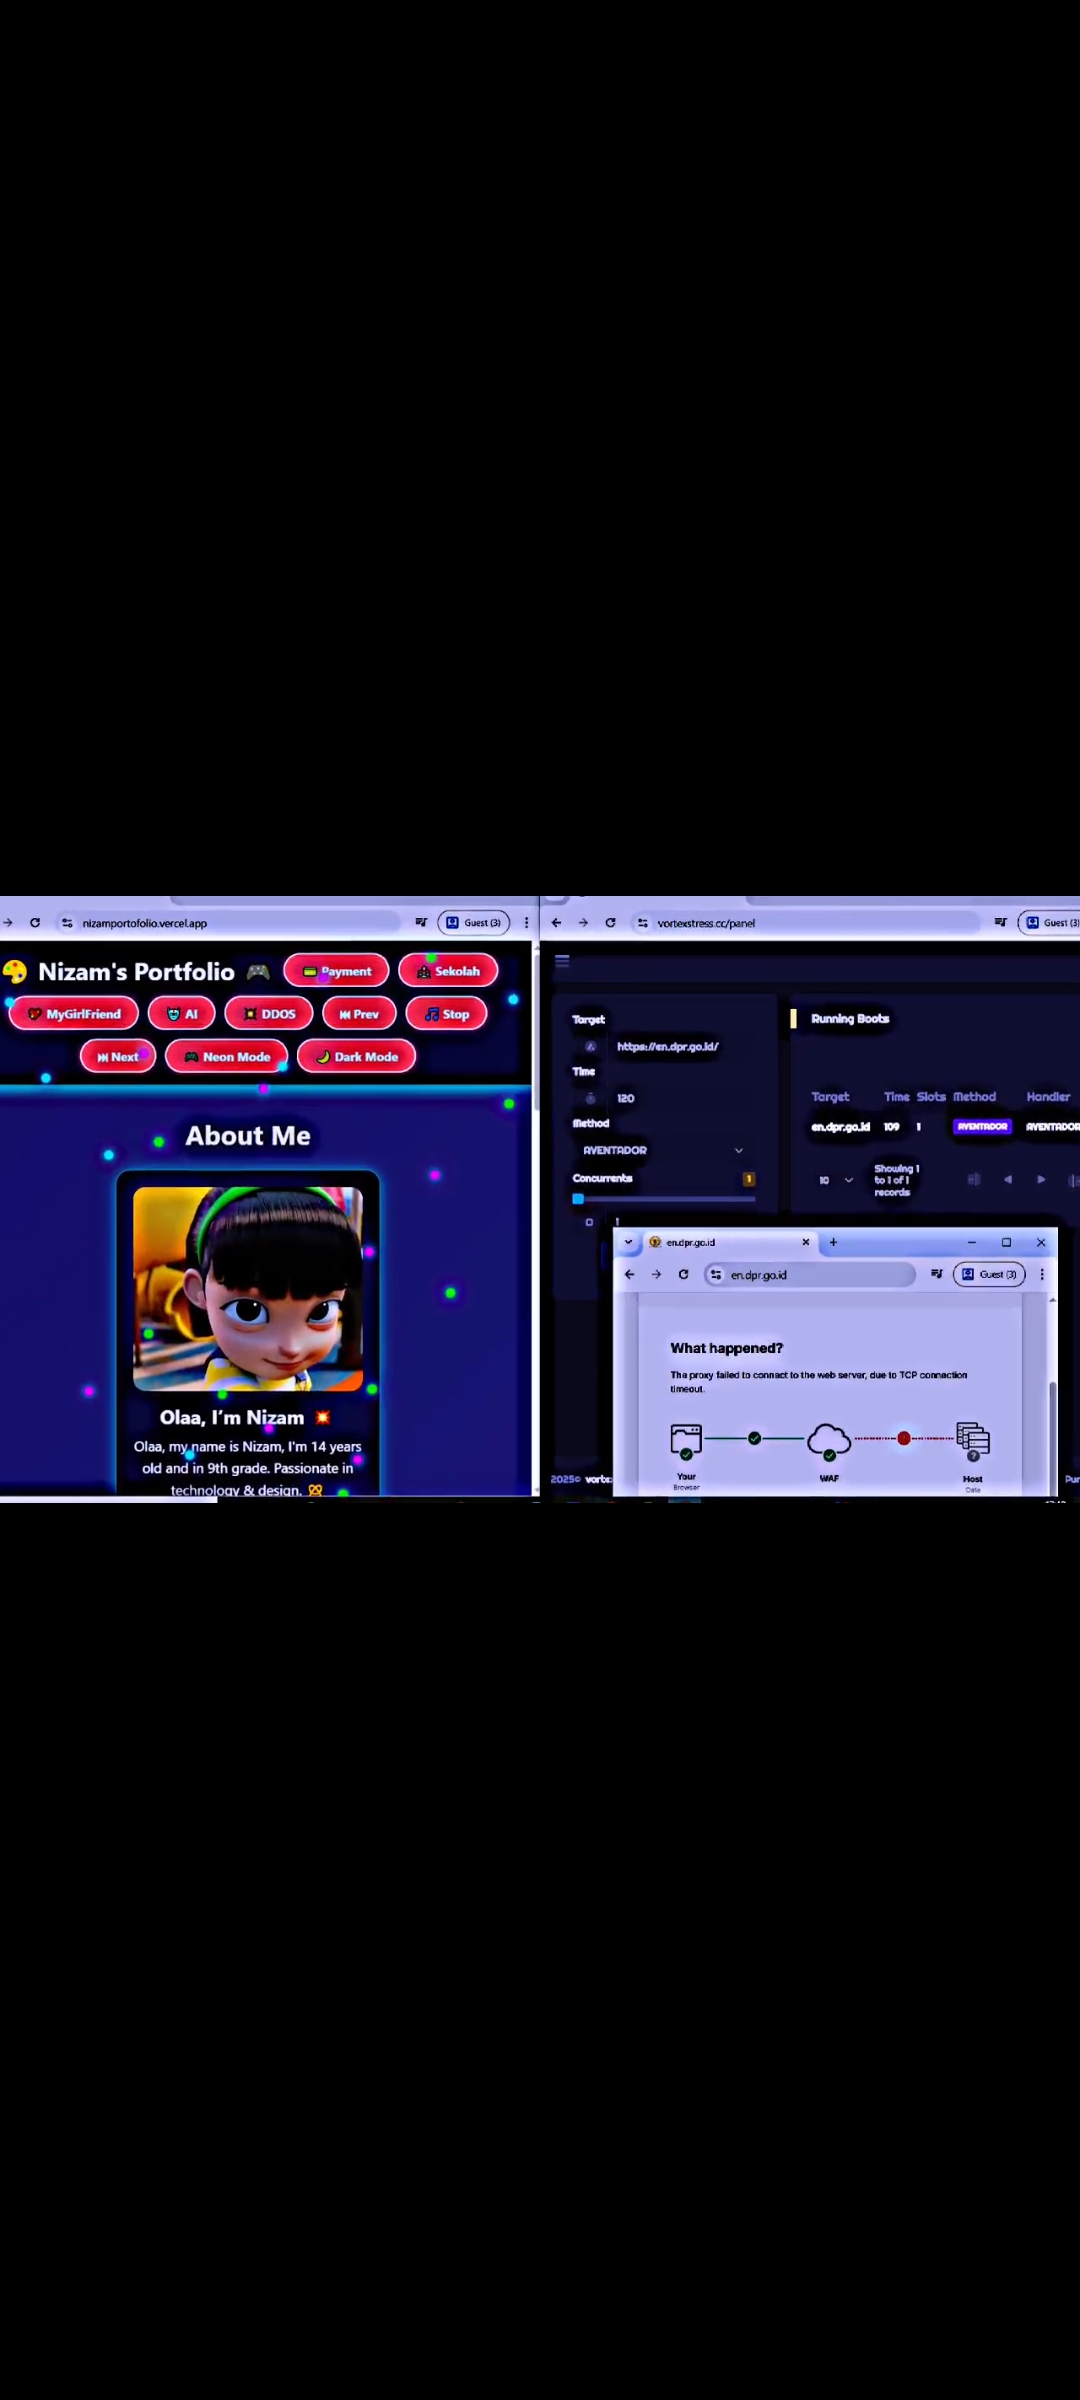 nizamportofolio.vercel.app
Guest (3)
Nizam's Portfolio
Payment
Sekolah
MyGirlFriend
AI
DDOS
Prev
Stop
Next
Neon Mode
Dark Mode
About Me
Olaa, I'm Nizam
Olaa, my name is Nizam, I'm 14 years
old and in 9th grade. Passionate in
technology & design.
vortexstress.cc/panel
Guest (3)
Target
https://en.dpr.go.id/
Time
120
Method
AVENTADOR
Concurrents
1
1
Running Boots
Target Time Slots Method Handler
en.dpr.go.id 109 1 AVENTADOR AVENTADOR
10
Showing 1
to 1 of 1
records
en.dpr.go.id
en.dpr.go.id
Guest (3)
What happened?
The proxy failed to connect to the web server, due to TCP connection
timeout.
Your
Browser
WAF
Host
2025©